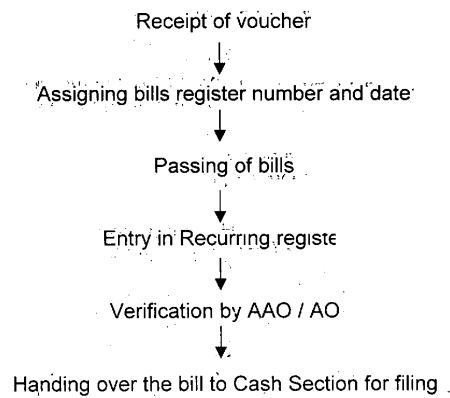 Receipt of voucher
Assigning bills register number and date
Passing of bills
Entry in Recurring registe
Verification by AAO / AO
Handing over the bill to Cash Section for filing